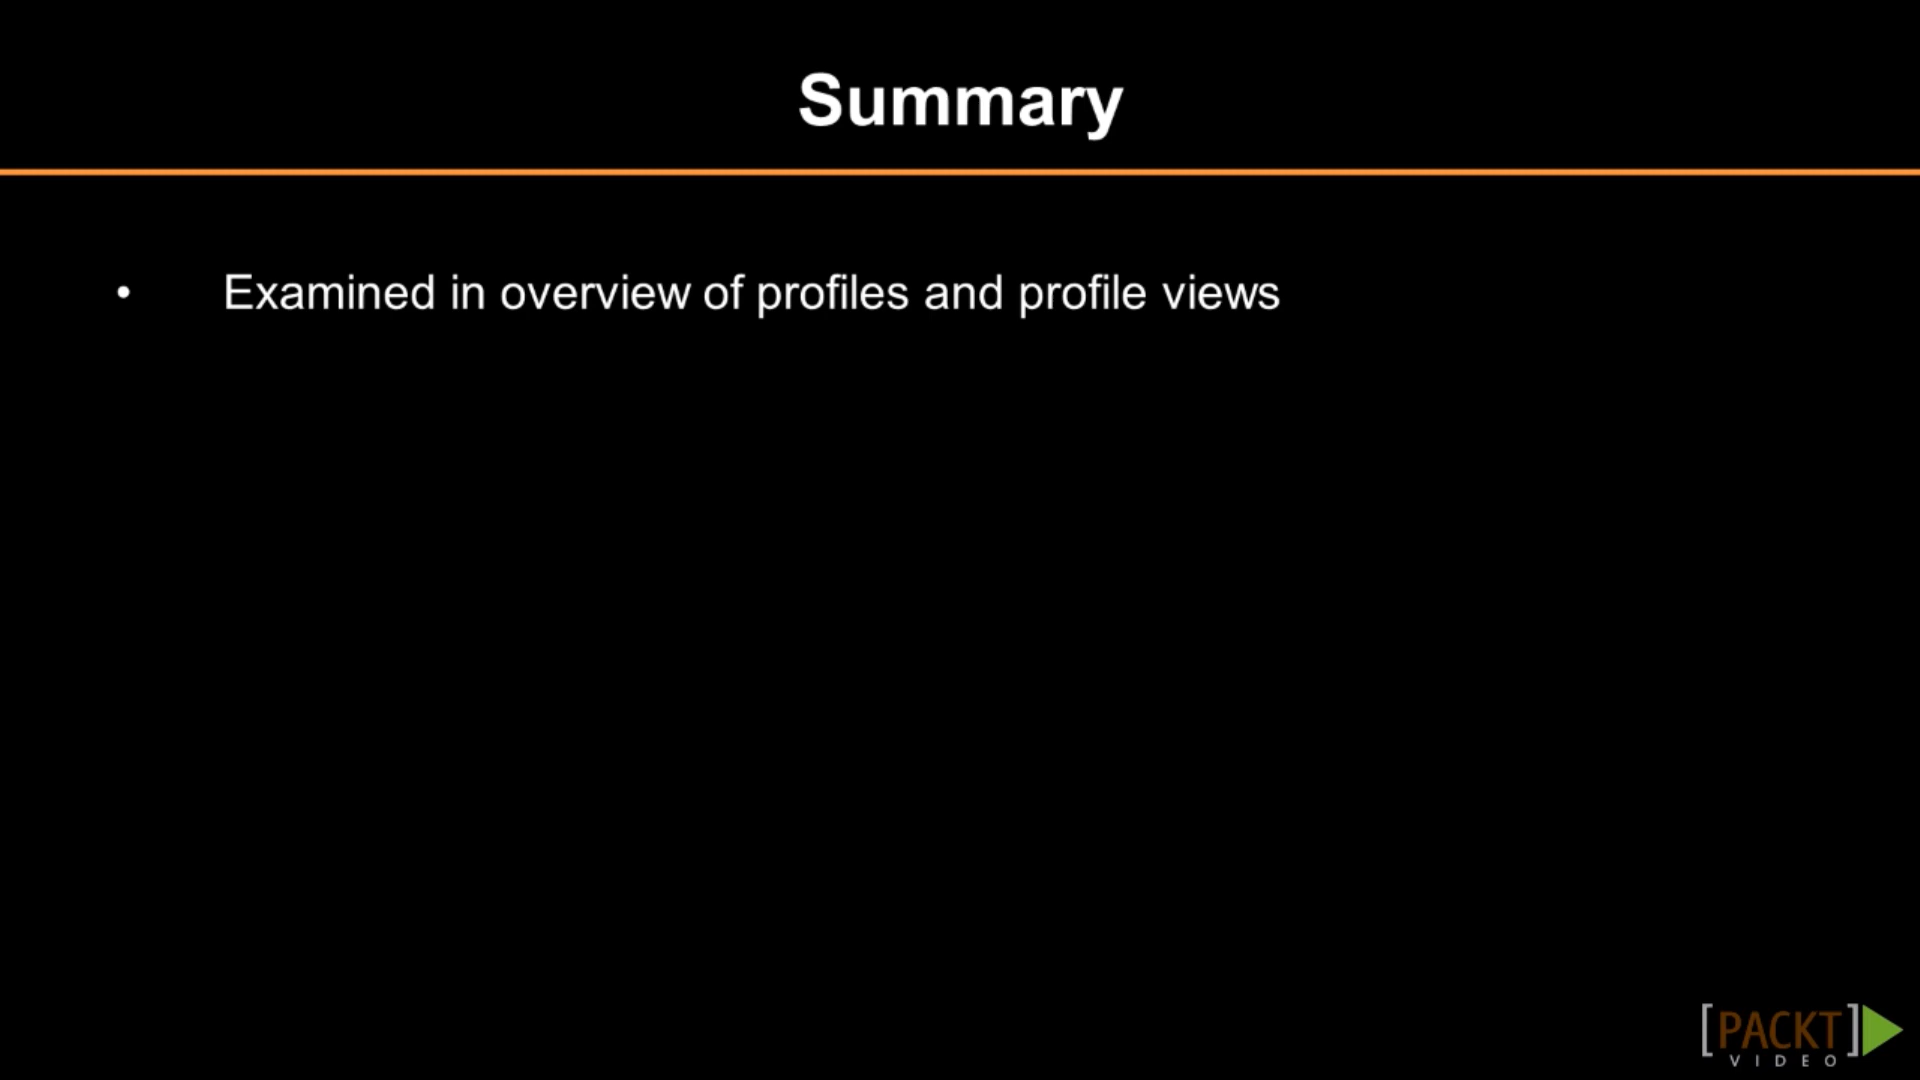 Summary
• Examined in overview of profiles and profile views
[PACKT]
VIDEO